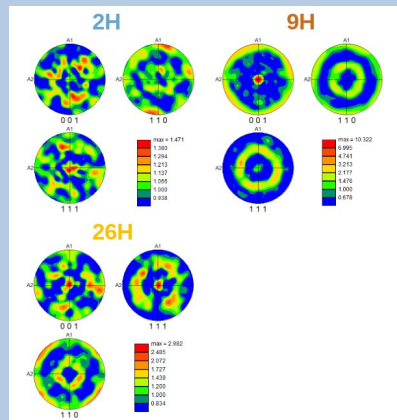 2H
9H
A1
A1
A1
A1
A2
A2
A2
A2
0 0 1
1 1 0
0 0 1
1 1 0
A1
max = 1.471
1.380
1.294
1.213
1.137
1.000
0.938
A1
max = 10.322
6.995
4.741
3.213
2.177
1.476
1.000
0.678
A2
A2
1 1 1
1 1 1
26H
A1
A1
A2
A2
0 0 1
1 1 1
A1
max = 2.982
2.485
2.072
1.727
1.439
1.200
1.000
0.834
A2
1 1 0